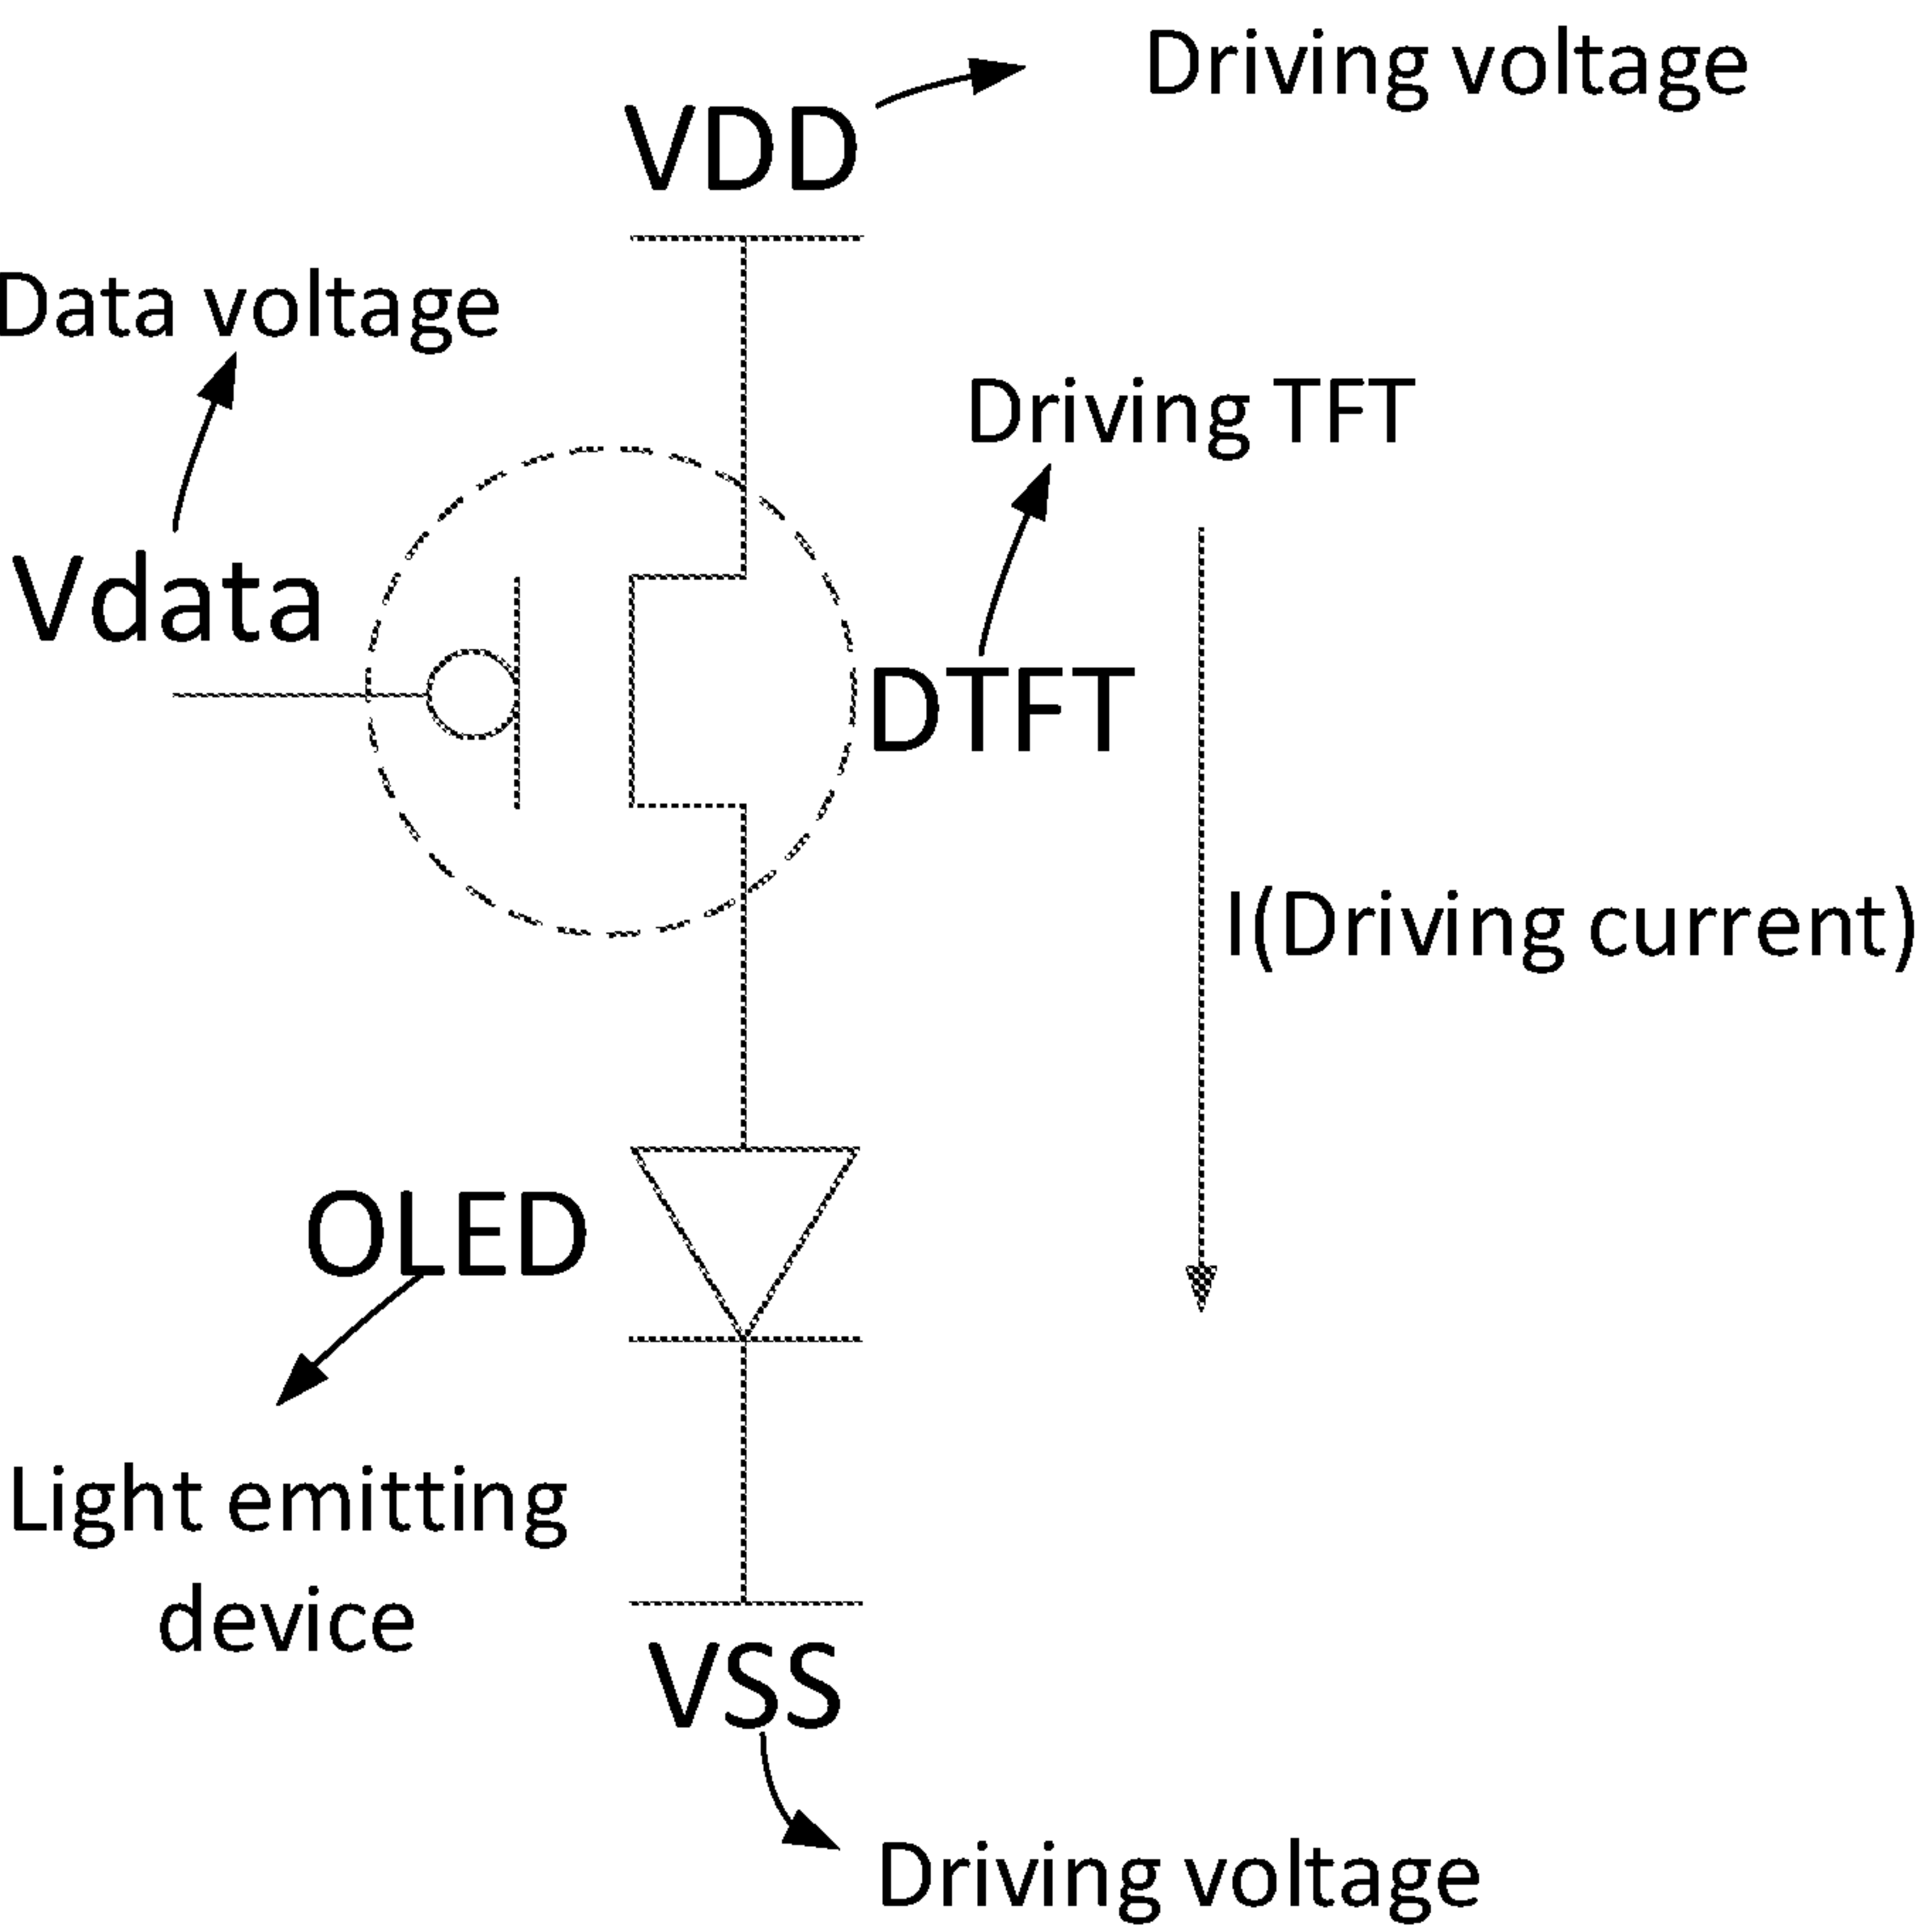 Driving voltage
VDD
Data voltage
Driving TFT
Vdata
DTFT
I(Driving current)
OLED
Light emitting
device
VSS
Driving voltage